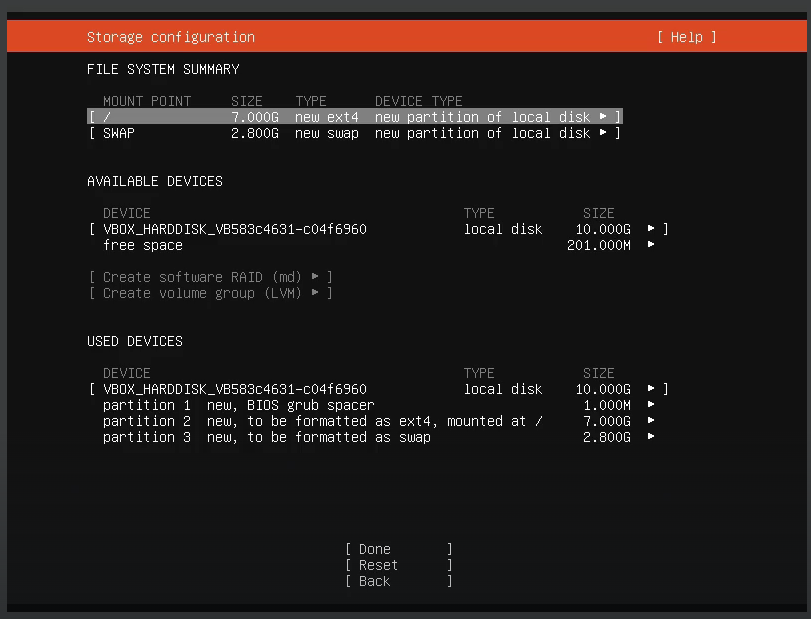 Storage configuration [ Help ]
FILE SYSTEM SUMMARY
MOUNT POINT SIZE TYPE DEVICE TYPE
[ / 7.000G new ext4 new partition of local disk ▸ ]
[ SWAP 2.800G new swap new partition of local disk ▸ ]
AVAILABLE DEVICES
DEVICE TYPE SIZE
[ VBOX_HARDDISK_VB583c4631-c04f6960 local disk 10.000G ▸ ]
free space 201.000M ▸
[ Create software RAID (md) ▸ ]
[ Create volume group (LVM) ▸ ]
USED DEVICES
DEVICE TYPE SIZE
[ VBOX_HARDDISK_VB583c4631-c04f6960 local disk 10.000G ▸ ]
partition 1 new, BIOS grub spacer 1.000M ▸
partition 2 new, to be formatted as ext4, mounted at / 7.000G ▸
partition 3 new, to be formatted as swap 2.800G ▸
[ Done ]
[ Reset ]
[ Back ]